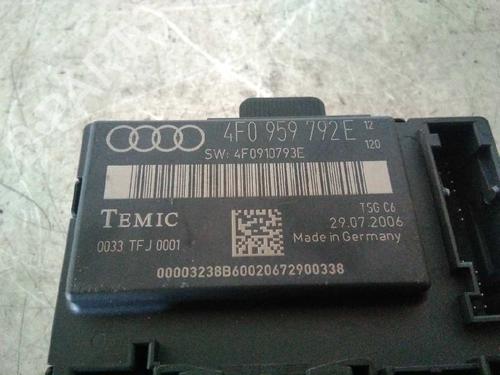 4F0 959 792E 12
120
SW: 4F0910793E
TEMIC
TSG C6
29.07.2006
0033 TFJ 0001
Made in Germany
00003238B60020672900338